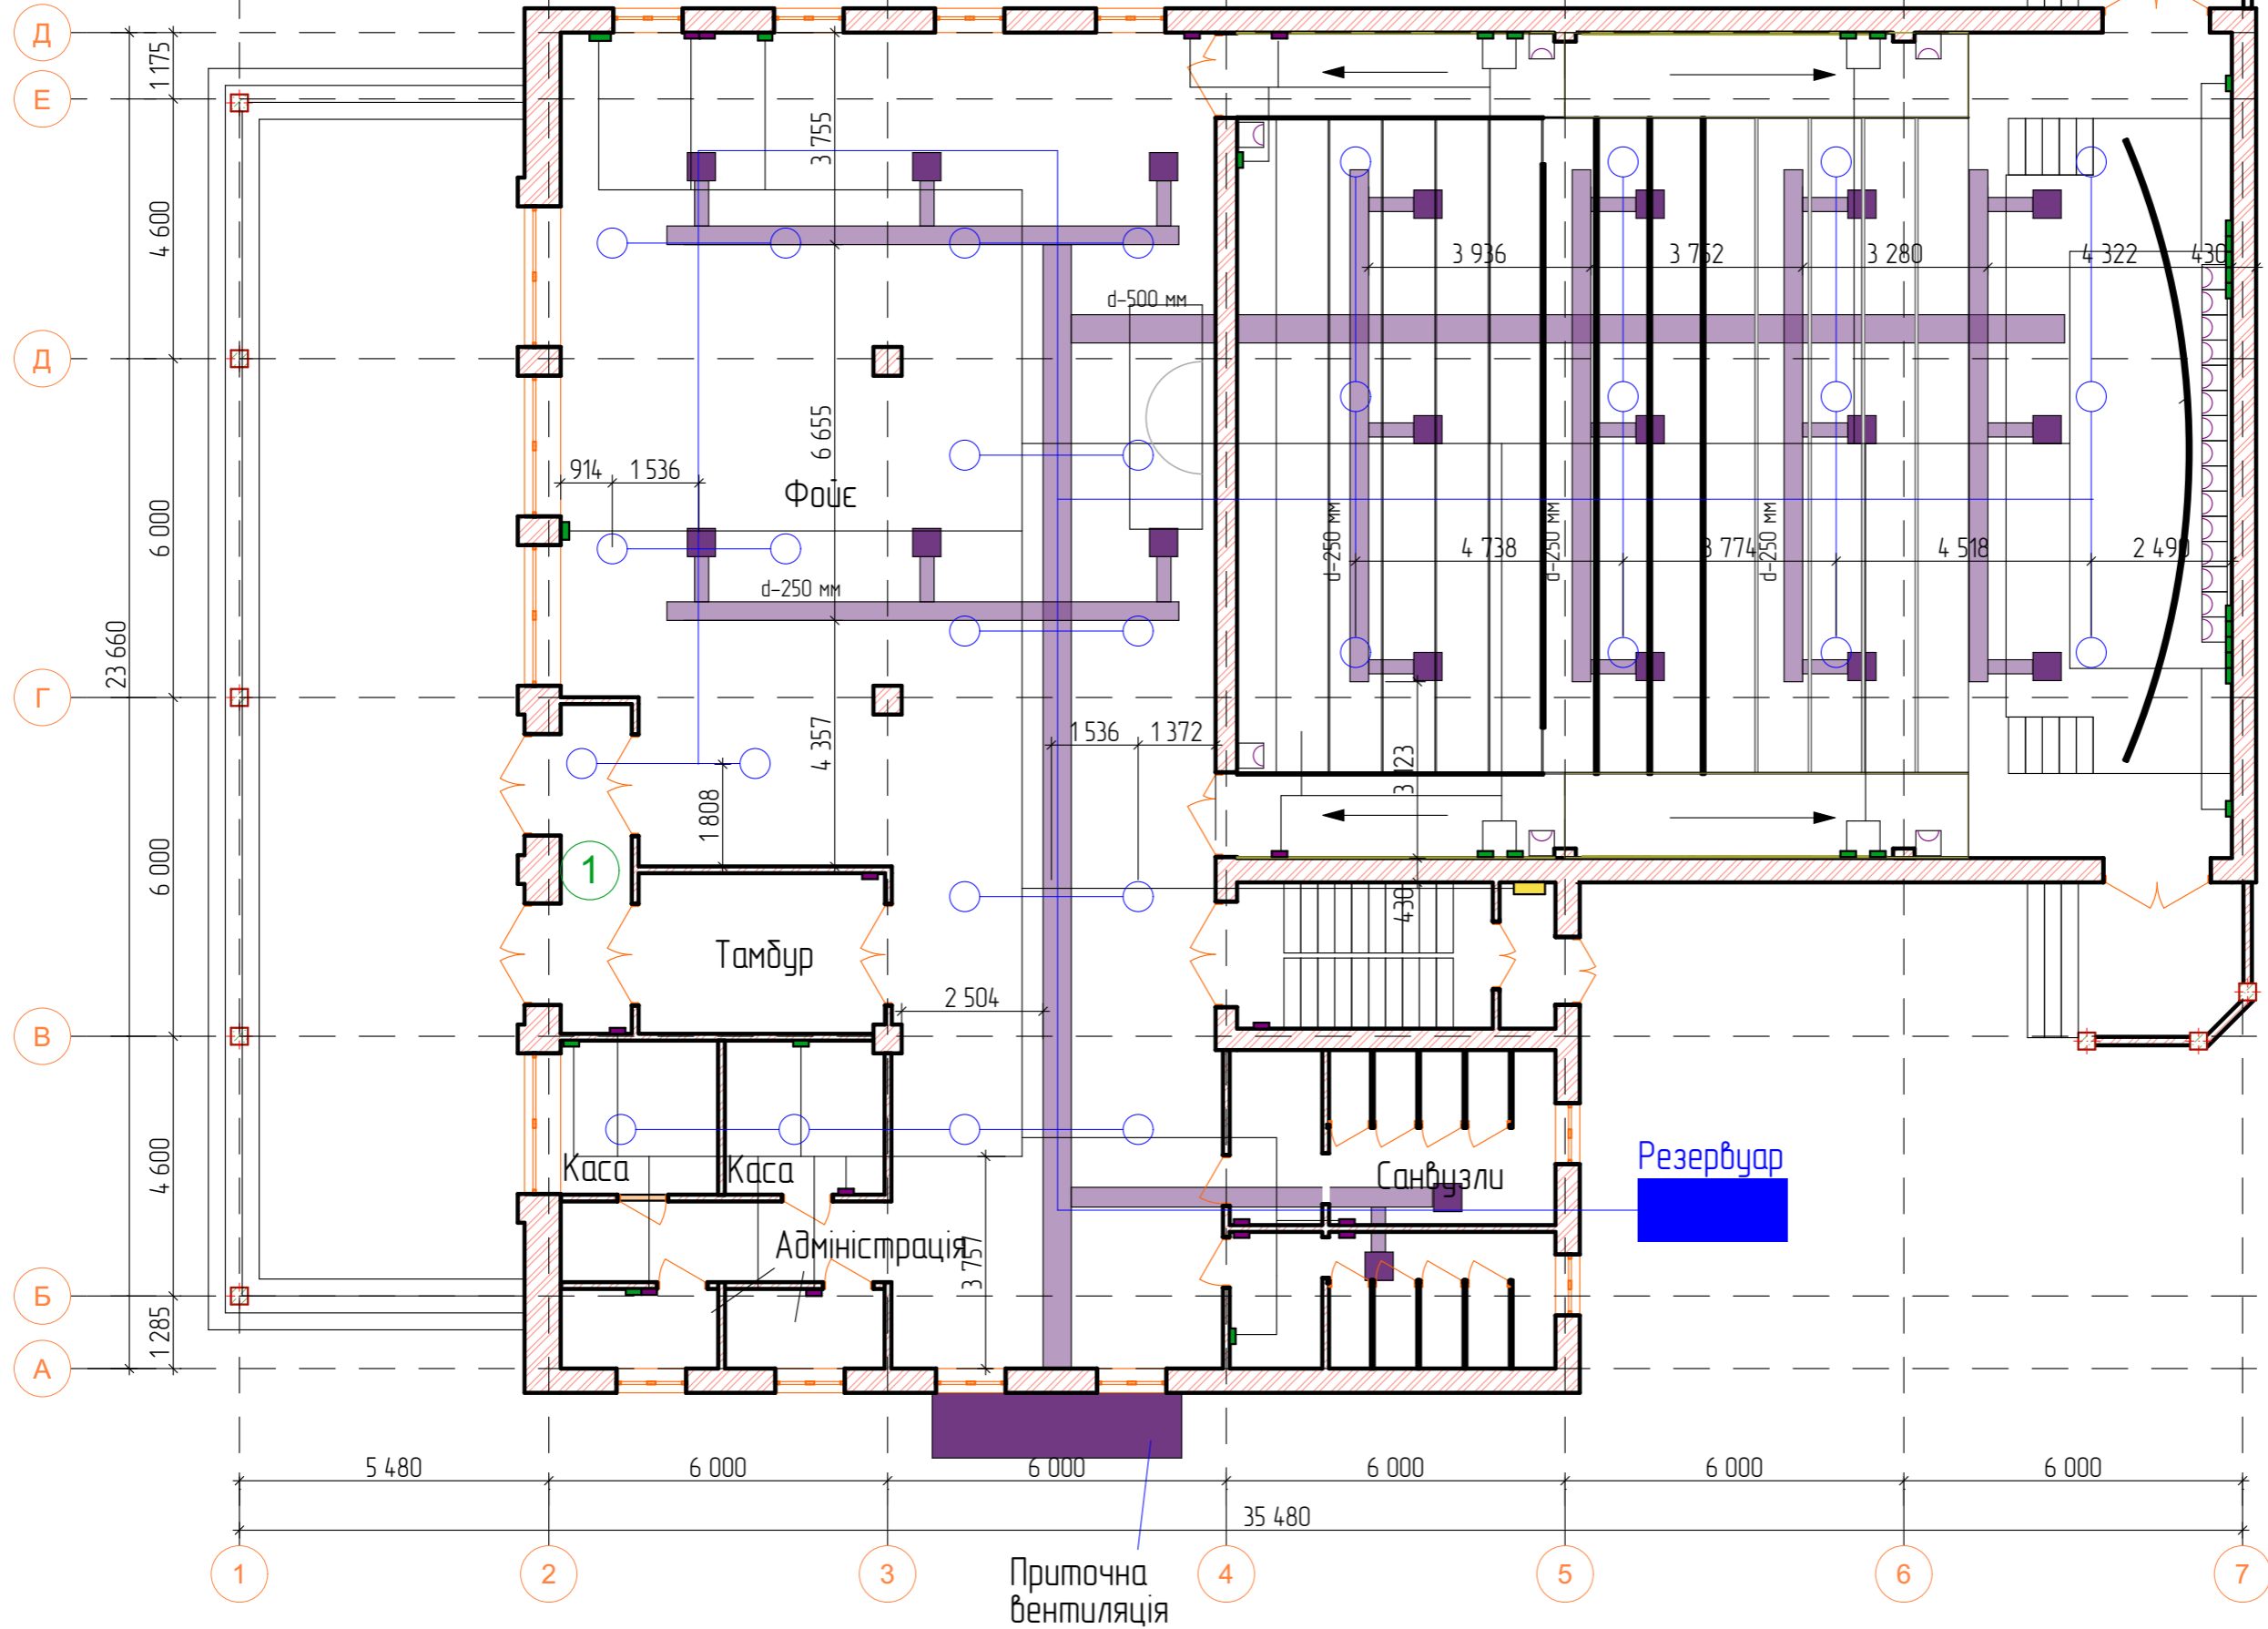 Д
1 175
Е
3 755
4 600
3 936
3 752
3 280
4 322
430
d-500 мм
Д
6 655
914
1 536
Фойє
6 000
d-250 мм
4 738
d-250 мм
3 774
d-250 мм
4 518
2 490
d-250 мм
23 660
Г
4 357
1 536
1 372
3 123
1 808
1
6 000
430
Тамбур
2 504
В
4 600
Каса
Каса
Санвузли
Резервуар
Адміністрація
3 757
Б
1 285
А
5 480
6 000
6 000
6 000
6 000
6 000
35 480
1
2
3
4
5
6
7
Приточна
вентиляція